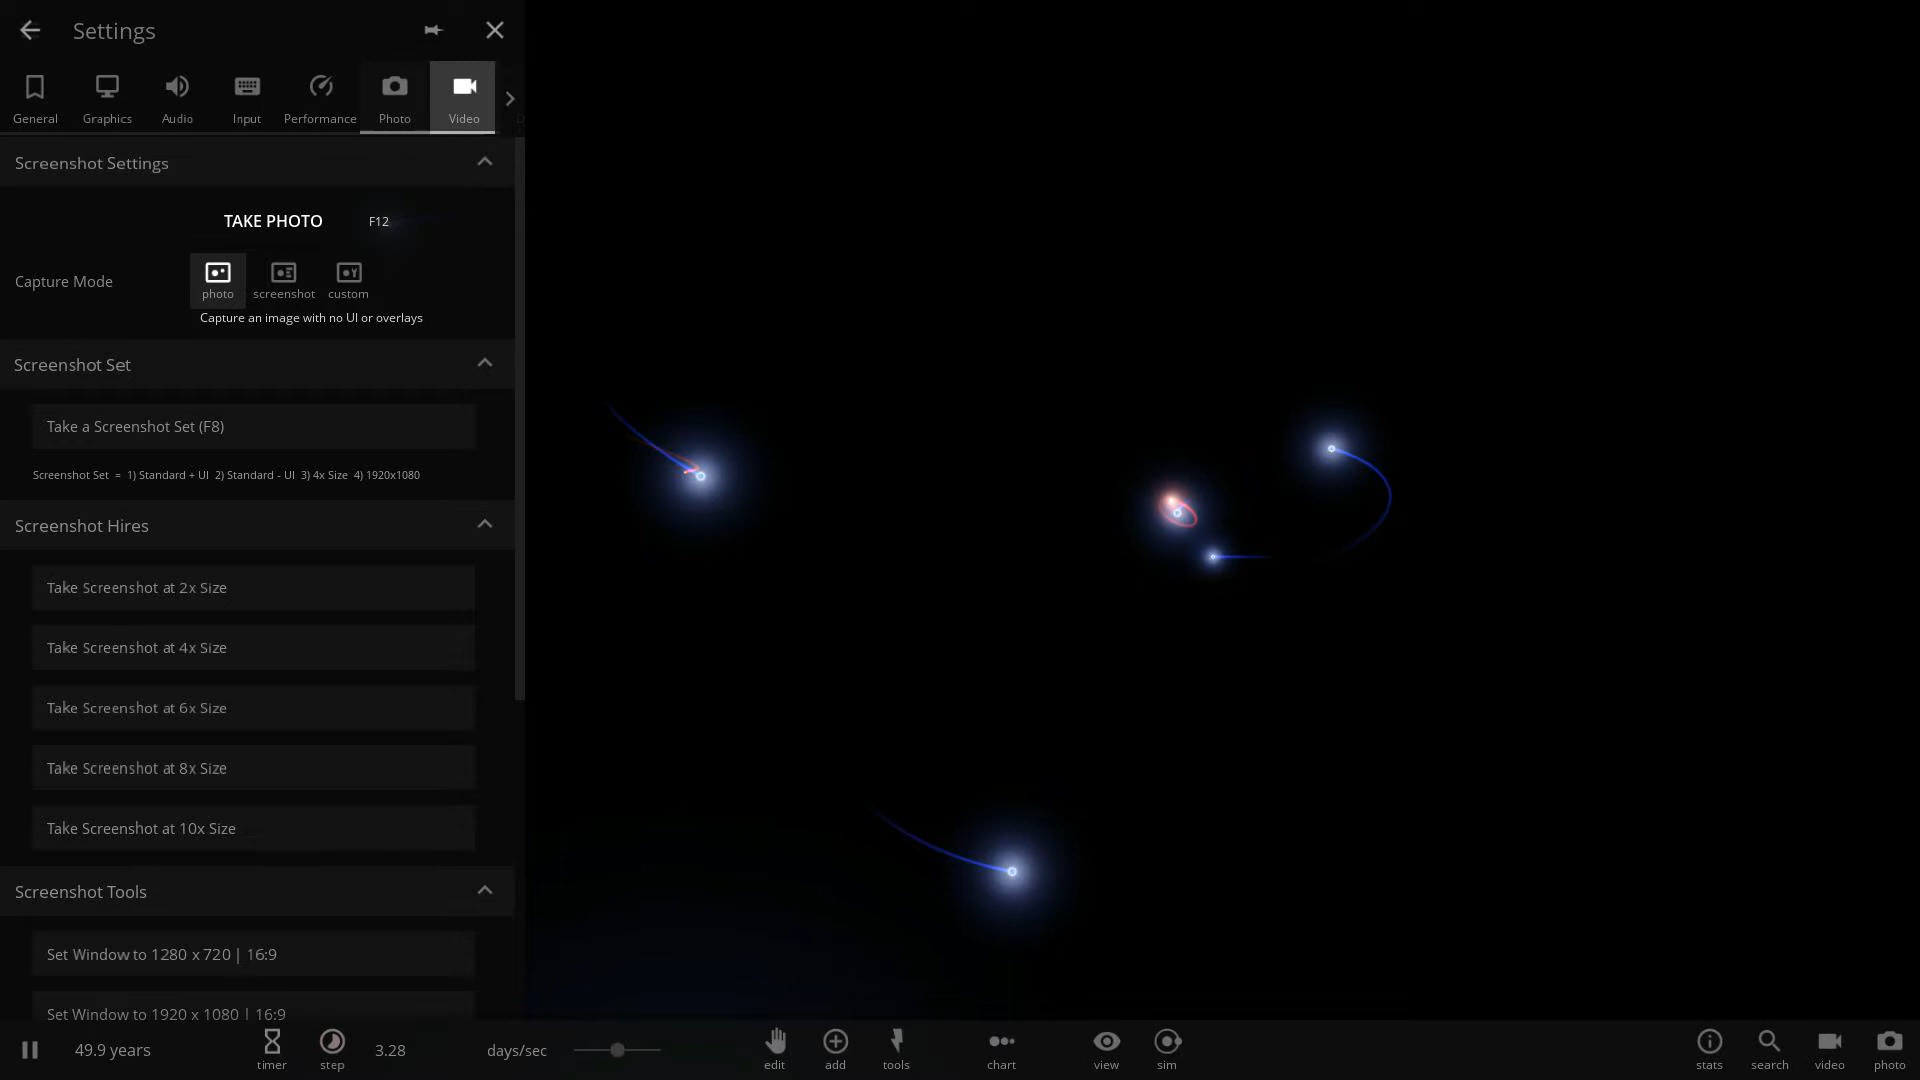 Settings
General
Graphics
Audio
Input
Performance
Photo
Video
Screenshot Settings
TAKE PHOTO
F12
Capture Mode
photo
screenshot
custom
Capture an image with no UI or overlays
Screenshot Set
Take a Screenshot Set (F8)
Screenshot Set = 1) Standard + UI 2) Standard - UI 3) 4x Size 4) 1920x1080
Screenshot Hires
Take Screenshot at 2x Size
Take Screenshot at 4x Size
Take Screenshot at 6x Size
Take Screenshot at 8x Size
Take Screenshot at 10x Size
Screenshot Tools
Set Window to 1280 x 720 | 16:9
Set Window to 1920 x 1080 | 16:9
49.9 years
timer
step
3.28
days/sec
edit
add
tools
chart
view
sim
stats
search
video
photo